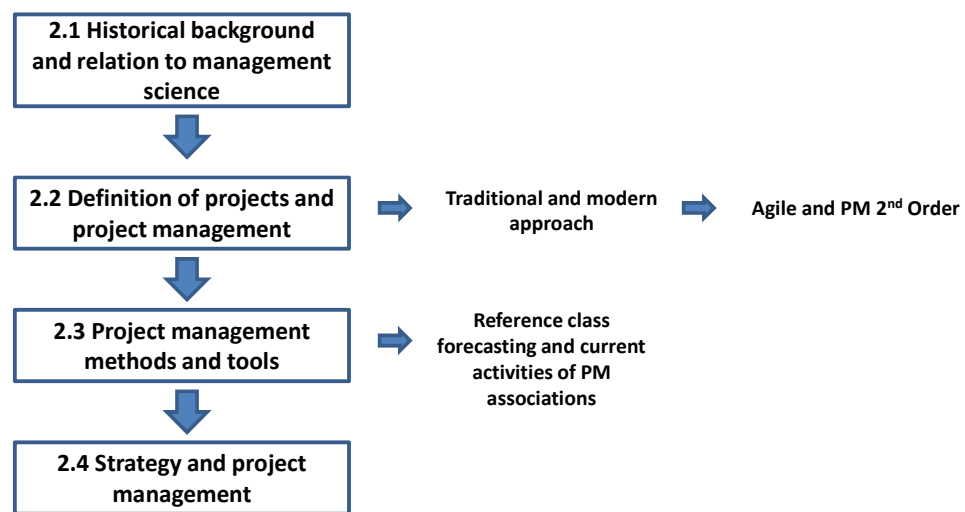 2.1 Historical background
and relation to management
science
2.2 Definition of projects and
project management
Traditional and modern
approach
Agile and PM 2nd Order
2.3 Project management
methods and tools
Reference class
forecasting and current
activities of PM
associations
2.4 Strategy and project
management